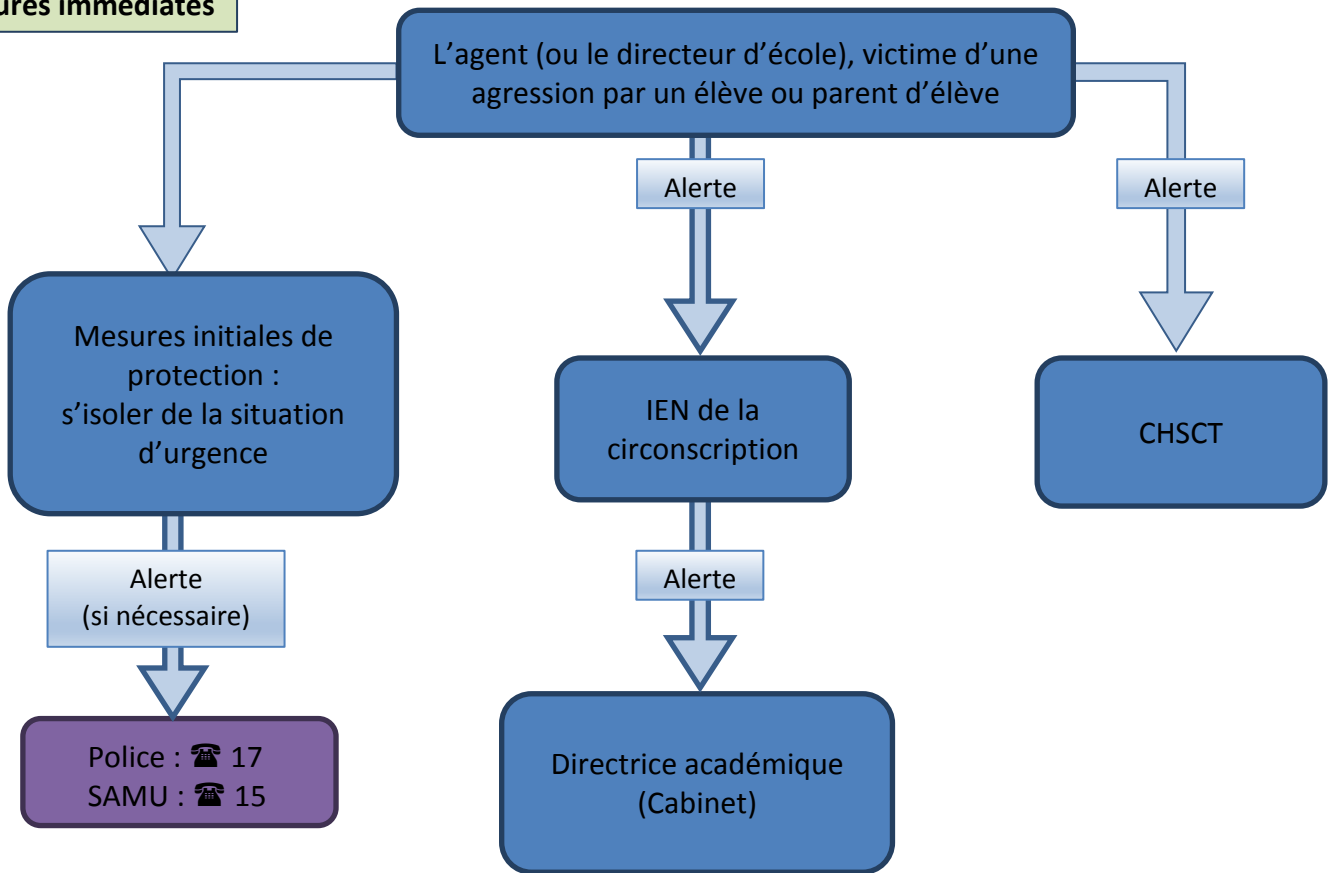 immédiates
L’agent (ou le directeur d’école), victime d’une
agression par un élève ou parent d’élève
Alerte
Alerte
Mesures initiales de
protection :
s’isoler de la situation
d’urgence
IEN de la
circonscription
CHSCT
Alerte
(si nécessaire)
Alerte
Police : ☎ 17
SAMU : ☎ 15
Directrice académique
(Cabinet)